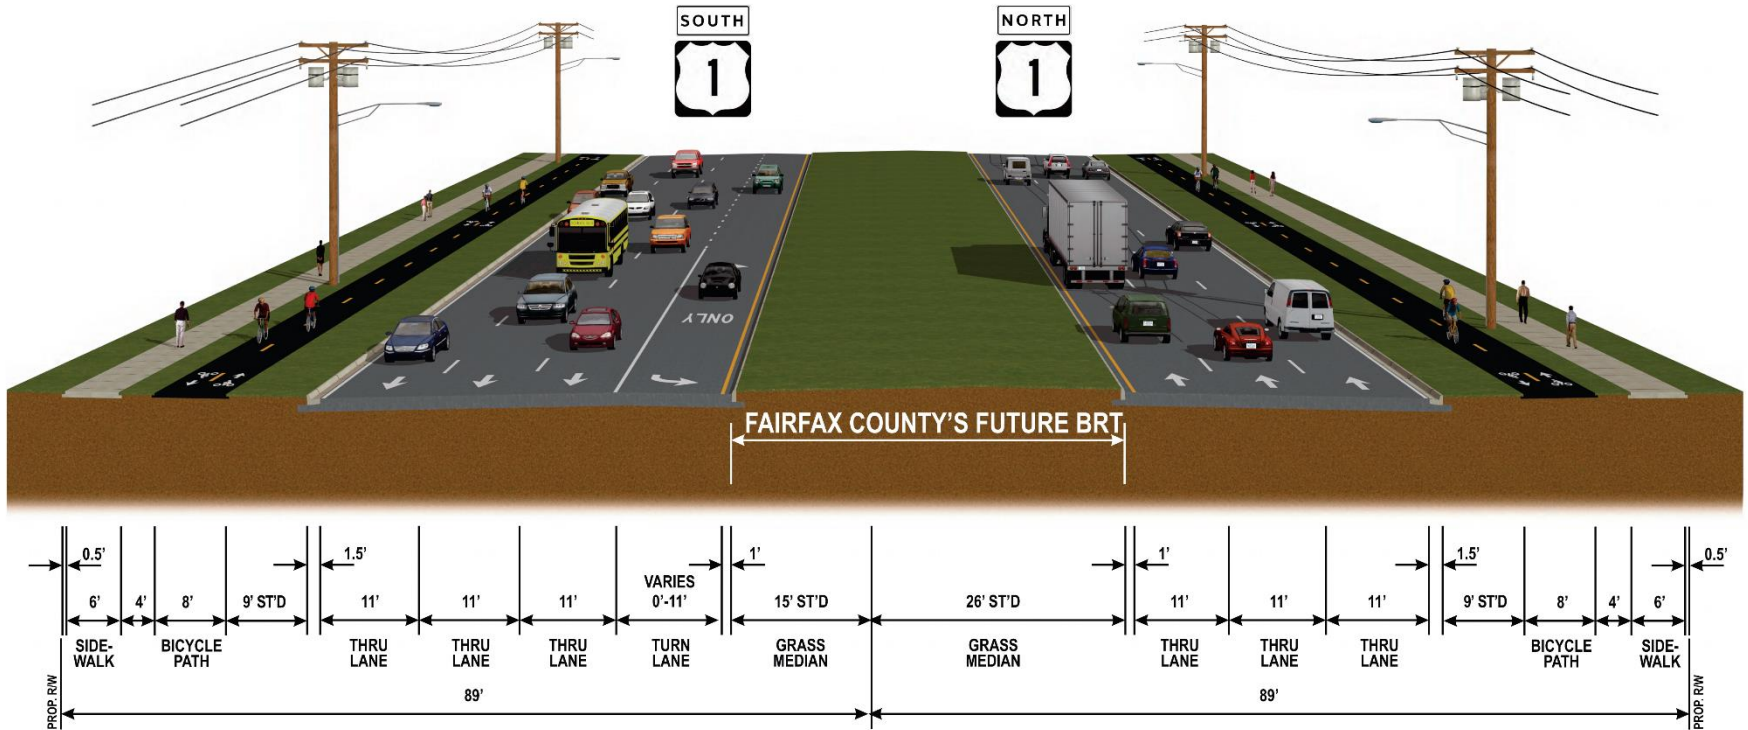 SOUTH
1
NORTH
1
ONLY
FAIRFAX COUNTY'S FUTURE BRT
0.5'
1.5'
1'
1'
1.5'
0.5'
VARIES
6'
4'
8'
9' ST'D
11'
11'
11'
0'-11'
15' ST'D
26' ST'D
11'
11'
11'
9' ST'D
8'
4'
6'
SIDE-
WALK
BICYCLE
PATH
THRU
LANE
THRU
LANE
THRU
LANE
TURN
LANE
GRASS
MEDIAN
GRASS
MEDIAN
THRU
LANE
THRU
LANE
THRU
LANE
BICYCLE
PATH
SIDE-
WALK
PROP. R/W
89'
89'
PROP. R/W